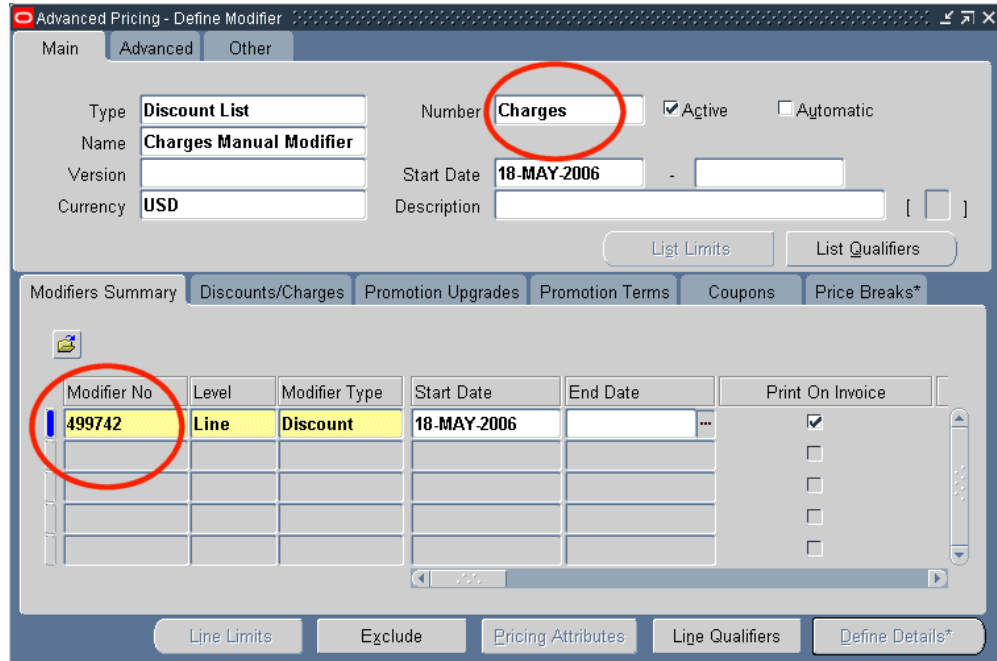 Advanced Pricing - Define Modifier
Main Advanced Other
Type Discount List Number Charges Active Automatic
Name Charges Manual Modifier
Version Start Date 18-MAY-2006 -
Currency USD Description [ ]
List Limits List Qualifiers
Modifiers Summary Discounts/Charges Promotion Upgrades Promotion Terms Coupons Price Breaks*
Modifier No Level Modifier Type Start Date End Date Print On Invoice
499742 Line Discount 18-MAY-2006 ...
Line Limits Exclude Pricing Attributes Line Qualifiers Define Details*